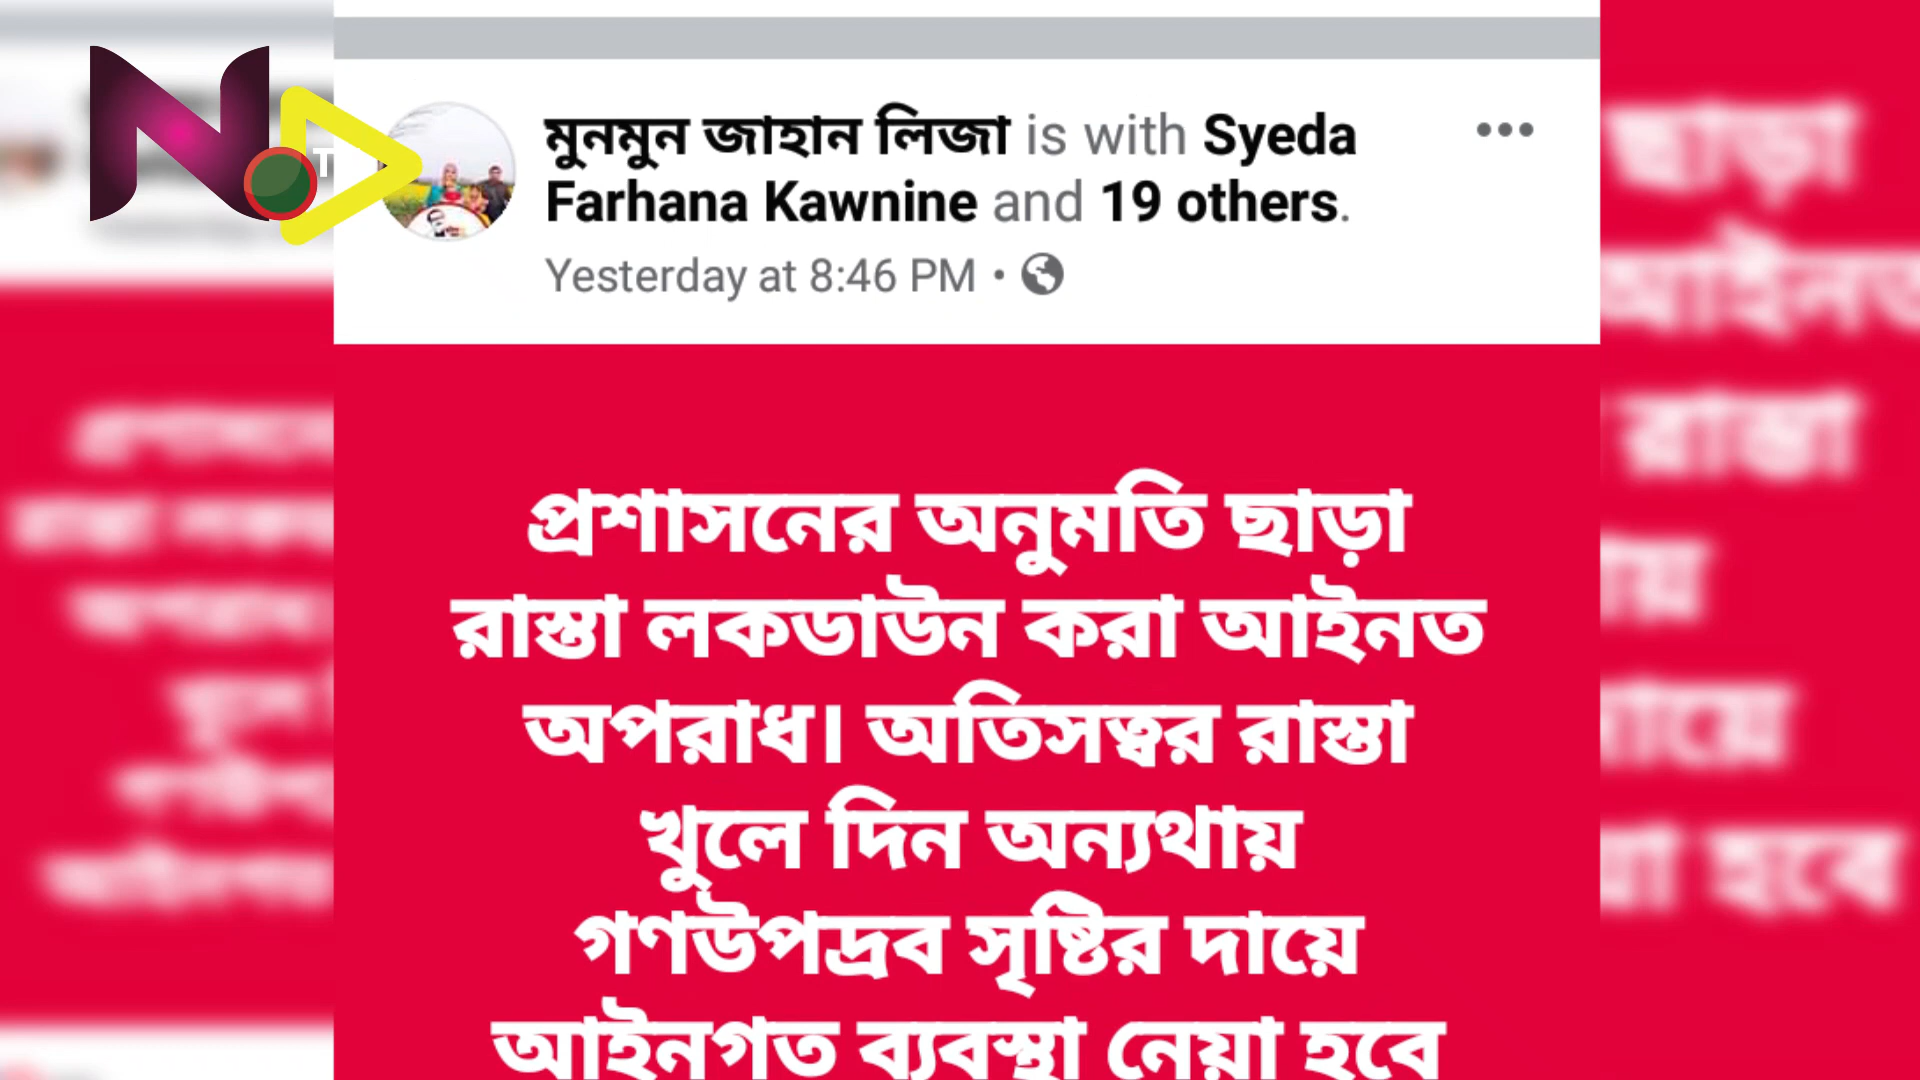 মুনমুন জাহান লিজা is with Syeda
Farhana Kawnine and 19 others.
Yesterday at 8:46 PM
প্রশাসনের অনুমতি ছাড়া
রাস্তা লকডাউন করা আইনত
অপরাধ। অতিসত্বর রাস্তা
খুলে দিন অন্যথায়
গণউপদ্রব সৃষ্টির দায়ে
আইনগত ব্যবস্থা নেয়া হবে